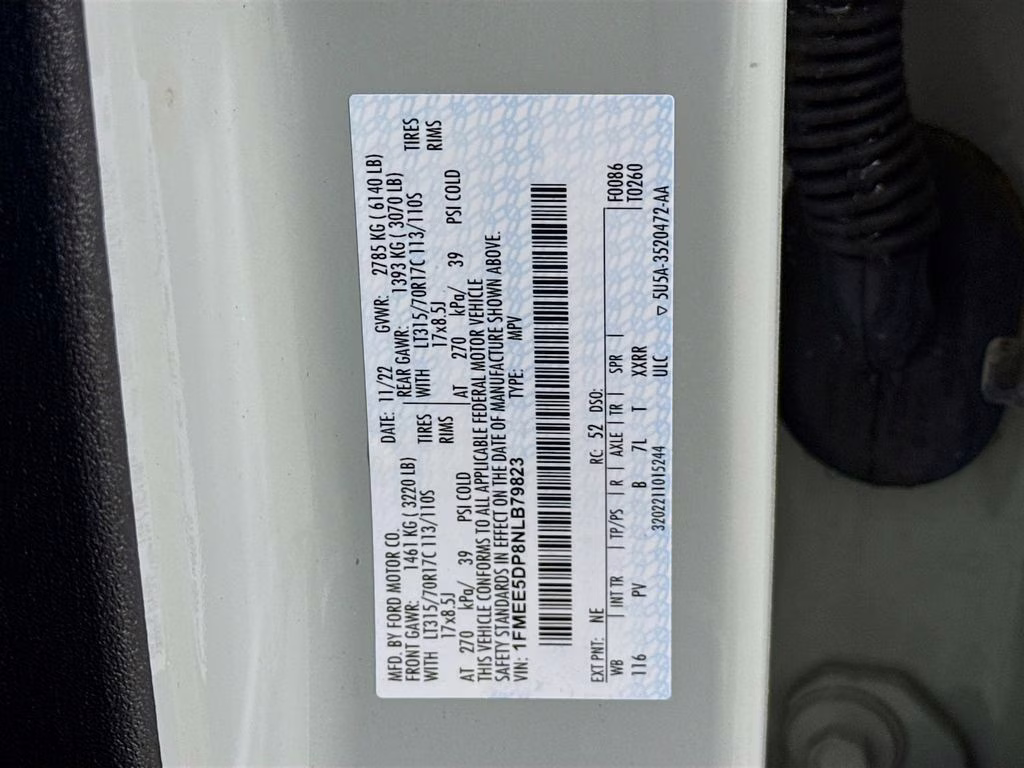 MFD. BY FORD MOTOR CO. DATE: 11/22 GVWR: 2785 KG ( 6140 LB)
FRONT GAWR: 1461 KG ( 3220 LB) REAR GAWR: 1393 KG ( 3070 LB)
WITH LT315/70R17C 113/110S TIRES WITH LT315/70R17C 113/110S TIRES
17x8.5J RIMS 17x8.5J RIMS
AT 270 kPa/ 39 PSI COLD AT 270 kPa/ 39 PSI COLD
THIS VEHICLE CONFORMS TO ALL APPLICABLE FEDERAL MOTOR VEHICLE
SAFETY STANDARDS IN EFFECT ON THE DATE OF MANUFACTURE SHOWN ABOVE.
VIN: 1FMEE5DP8NLB79823 TYPE: MPV
EXT PNT: NE RC: 52 DSO: F0086
WB INT TR TP/PS R AXLE TR SPR T0260
116 PV B 7L T XXRR
3202211015244 ULC ▽ 5U5A-3520472-AA